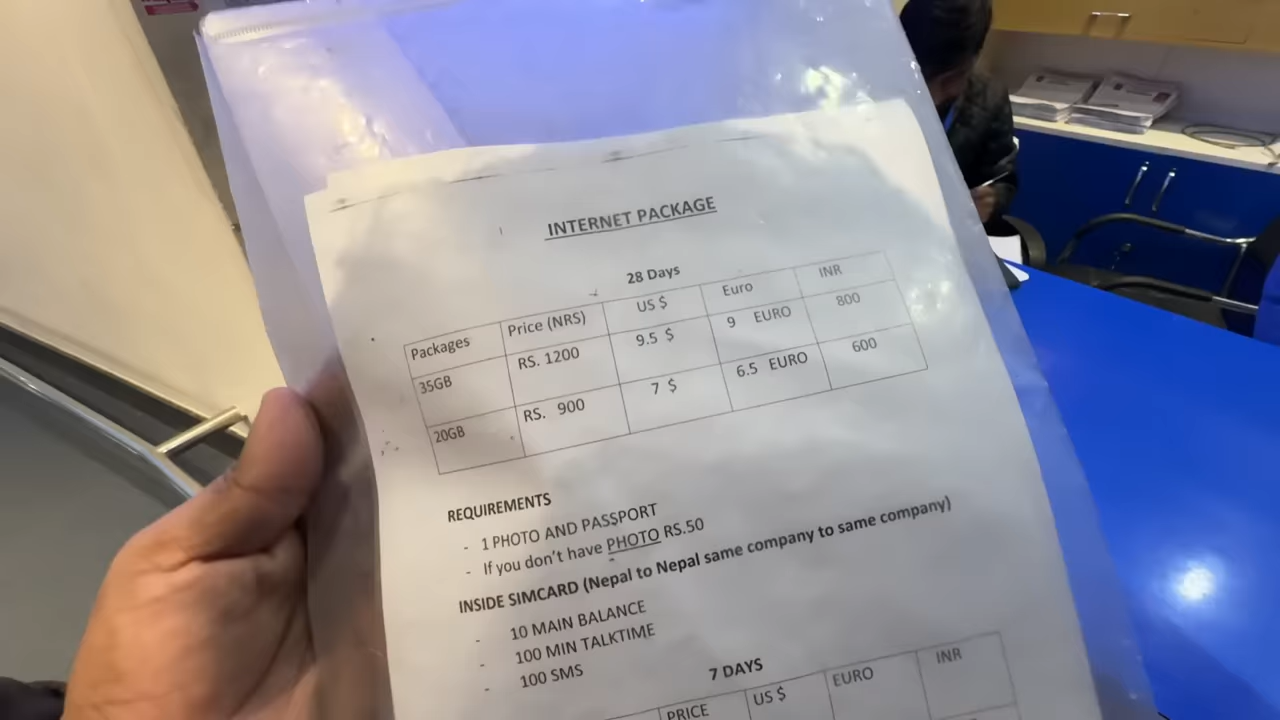 INTERNET PACKAGE
28 Days
Packages Price (NRS) US $ Euro INR
35GB RS. 1200 9.5 $ 9 EURO 800
20GB RS. 900 7 $ 6.5 EURO 600
REQUIREMENTS
- 1 PHOTO AND PASSPORT
- If you don't have PHOTO RS.50
INSIDE SIMCARD (Nepal to Nepal same company to same company)
- 10 MAIN BALANCE
- 100 MIN TALKTIME
- 100 SMS
7 DAYS
PRICE US $ EURO INR